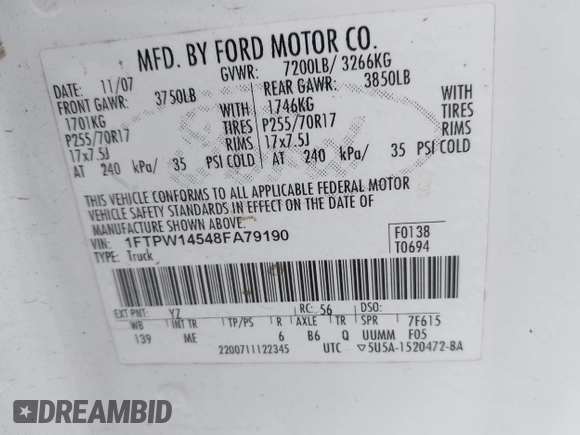 MFD. BY FORD MOTOR CO.
DATE: 11/07 GVWR: 7200LB/ 3266KG
FRONT GAWR: 3750LB REAR GAWR: 3850LB
1701KG WITH 1746KG WITH
P255/70R17 TIRES P255/70R17 TIRES
17x7.5J RIMS 17x7.5J RIMS
AT 240 kPa/ 35 PSI COLD AT 240 kPa/ 35 PSI COLD
THIS VEHICLE CONFORMS TO ALL APPLICABLE FEDERAL MOTOR
VEHICLE SAFETY STANDARDS IN EFFECT ON THE DATE OF
MANUFACTURE SHOWN ABOVE.
VIN: 1FTPW14548FA79190 F0138
TYPE: Truck T0694
EXT PNT: YZ RC: 56 DSO:
WB INT TR TP/PS R AXLE TR SPR 7F615
139 ME 6 B6 Q UUMM F05
2200711122345 UTC ▽5U5A-1520472-BA
DREAMBID